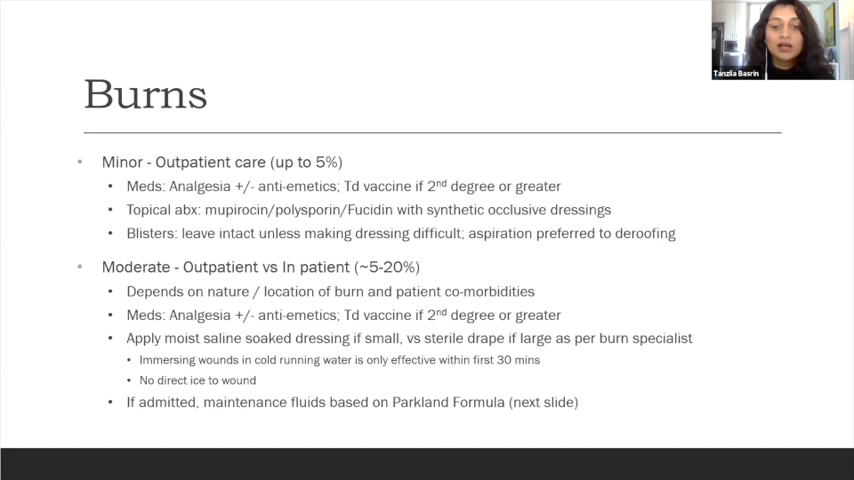 Tanzila Basrin
Burns
Minor - Outpatient care (up to 5%)
Meds: Analgesia +/- anti-emetics; Td vaccine if 2nd degree or greater
Topical abx: mupirocin/polysporin/Fucidin with synthetic occlusive dressings
Blisters: leave intact unless making dressing difficult; aspiration preferred to deroofing
Moderate - Outpatient vs In patient (~5-20%)
Depends on nature / location of burn and patient co-morbidities
Meds: Analgesia +/- anti-emetics; Td vaccine if 2nd degree or greater
Apply moist saline soaked dressing if small, vs sterile drape if large as per burn specialist
Immersing wounds in cold running water is only effective within first 30 mins
No direct ice to wound
If admitted, maintenance fluids based on Parkland Formula (next slide)